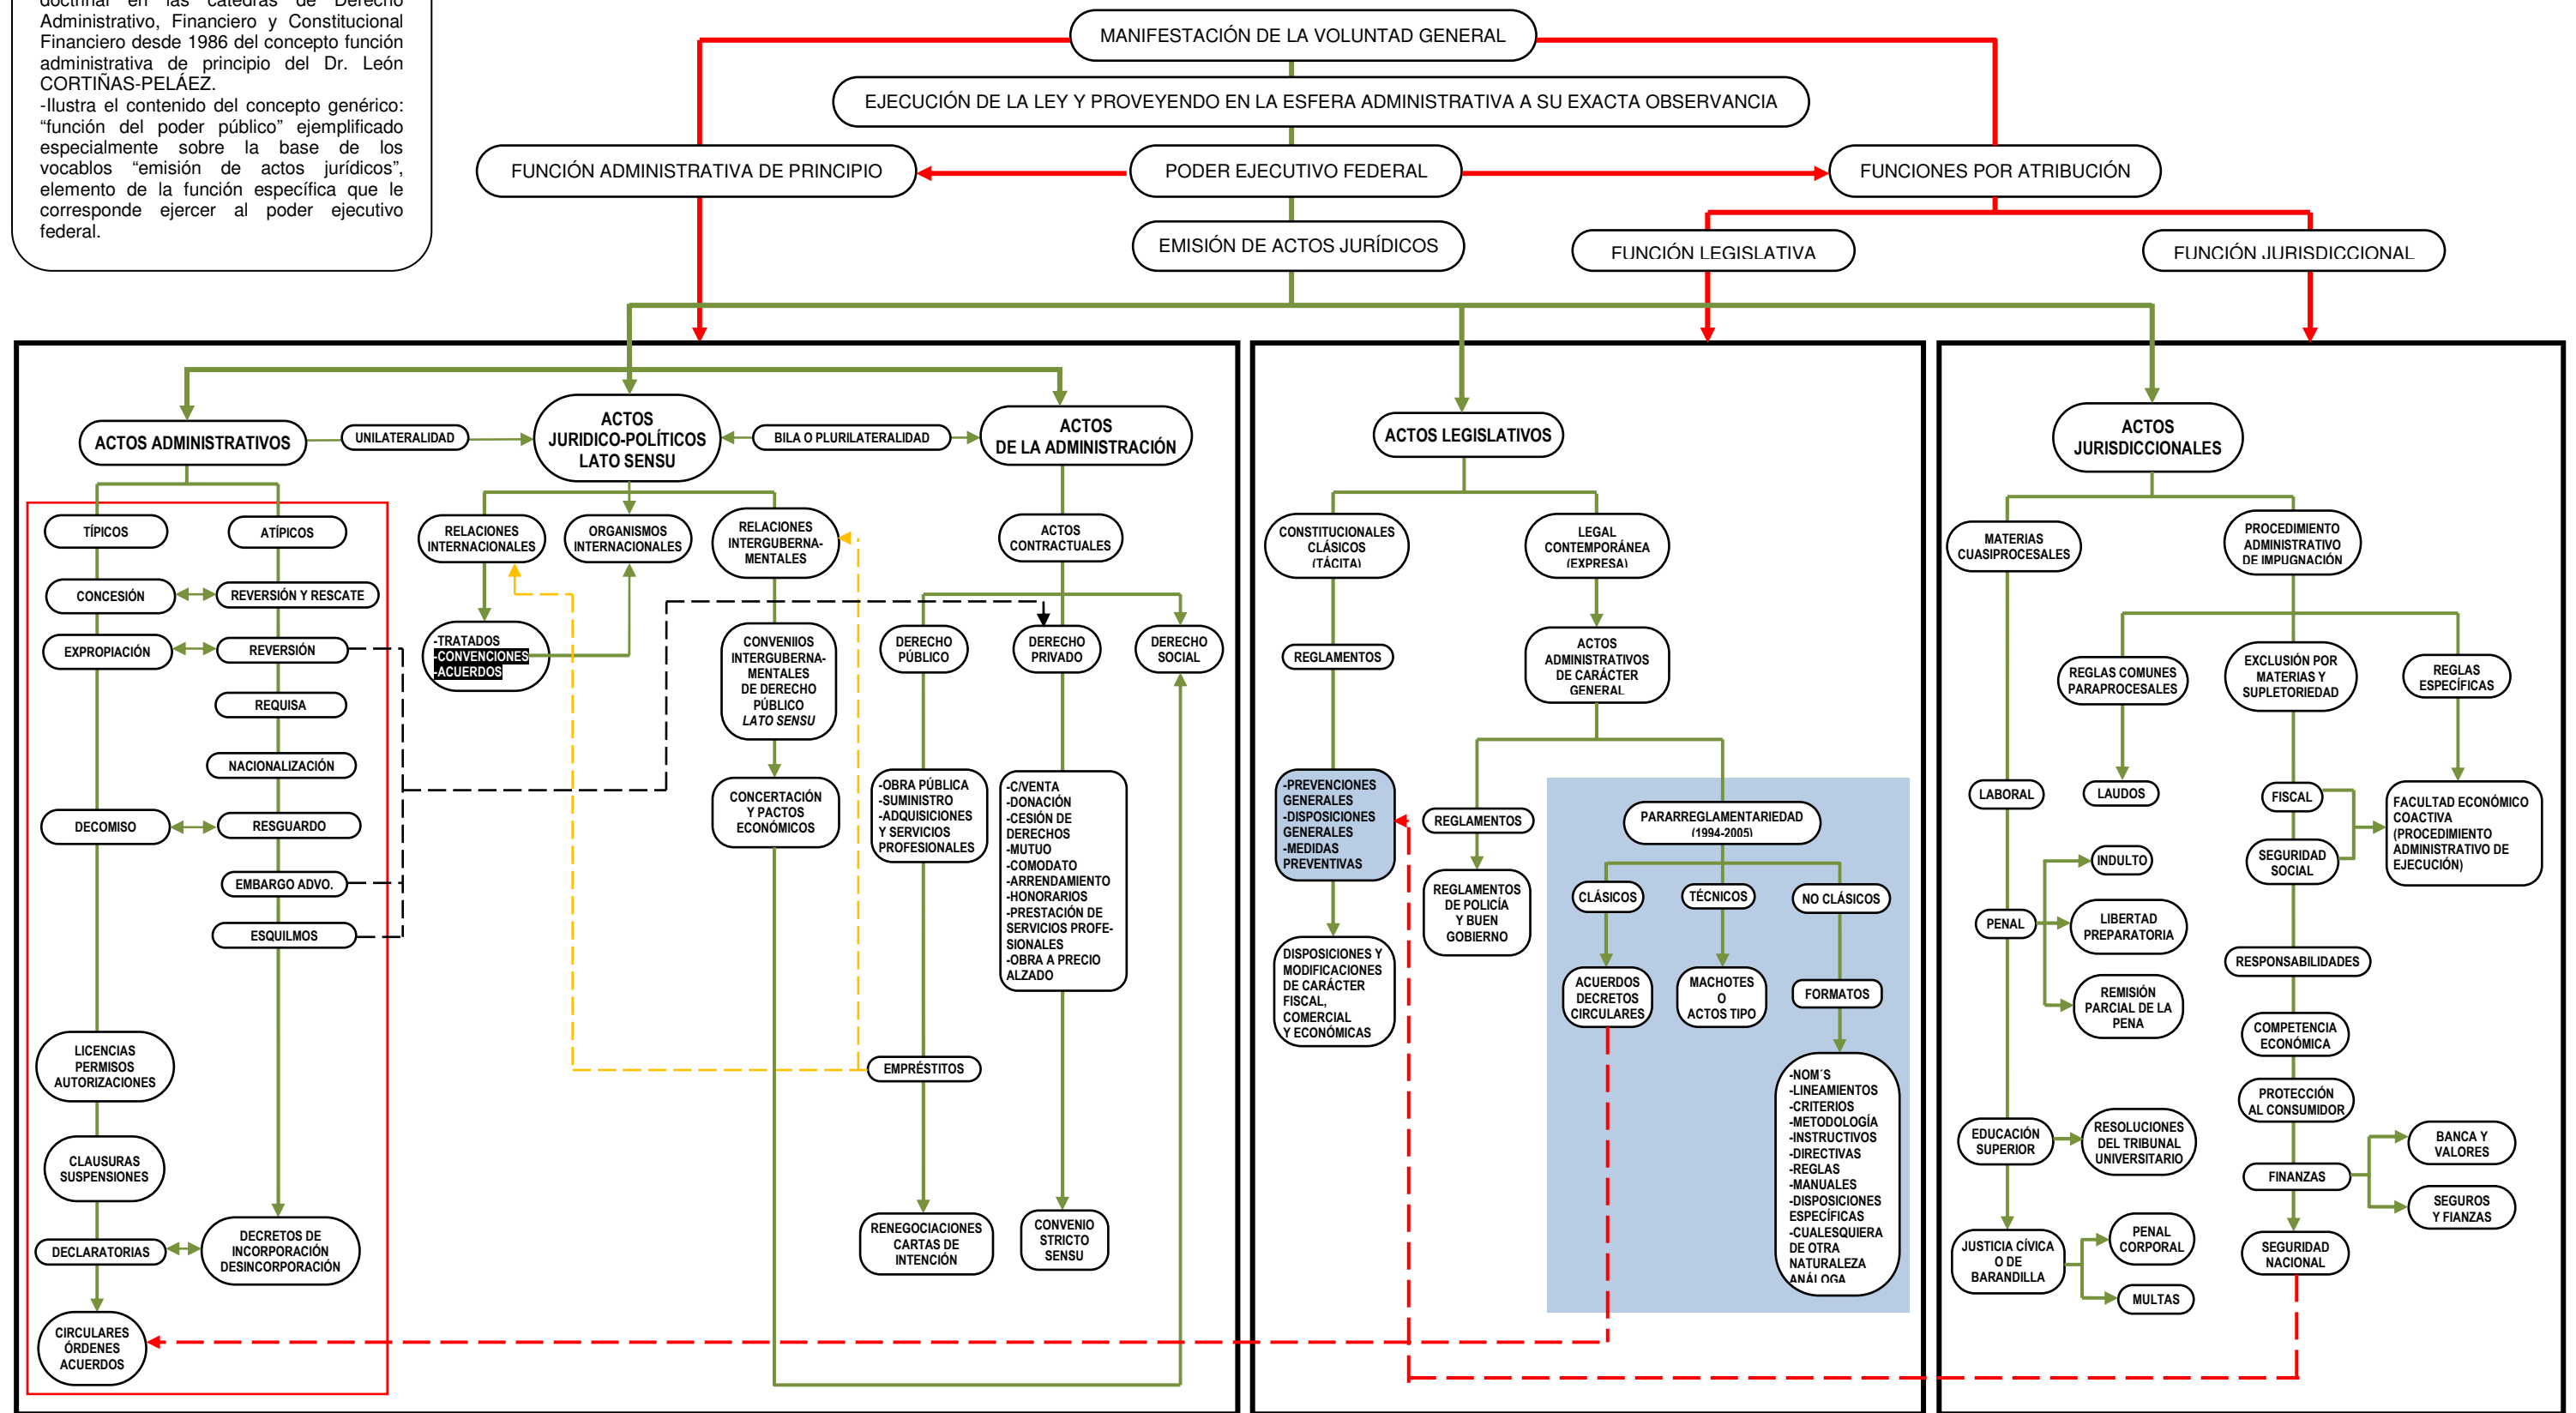 doctrinal en las cátedras de Derecho
Administrativo, Financiero y Constitucional
Financiero desde 1986 del concepto función
administrativa de principio del Dr. León
CORTIÑAS-PELÁEZ.
-Ilustra el contenido del concepto genérico:
“función del poder público” ejemplificado
especialmente sobre la base de los
vocablos “emisión de actos jurídicos”,
elemento de la función específica que le
corresponde ejercer al poder ejecutivo
federal.
MANIFESTACIÓN DE LA VOLUNTAD GENERAL
EJECUCIÓN DE LA LEY Y PROVEYENDO EN LA ESFERA ADMINISTRATIVA A SU EXACTA OBSERVANCIA
FUNCIÓN ADMINISTRATIVA DE PRINCIPIO
PODER EJECUTIVO FEDERAL
FUNCIONES POR ATRIBUCIÓN
EMISIÓN DE ACTOS JURÍDICOS
FUNCIÓN LEGISLATIVA
FUNCIÓN JURISDICCIONAL
ACTOS ADMINISTRATIVOS
UNILATERALIDAD
ACTOS
JURIDICO-POLÍTICOS
LATO SENSU
BILA O PLURILATERALIDAD
ACTOS
DE LA ADMINISTRACIÓN
TÍPICOS
ATÍPICOS
CONCESIÓN
REVERSIÓN Y RESCATE
EXPROPIACIÓN
REVERSIÓN
REQUISA
NACIONALIZACIÓN
DECOMISO
RESGUARDO
EMBARGO ADVO.
ESQUILMOS
LICENCIAS
PERMISOS
AUTORIZACIONES
CLAUSURAS
SUSPENSIONES
DECLARATORIAS
DECRETOS DE
INCORPORACIÓN
DESINCORPORACIÓN
CIRCULARES
ÓRDENES
ACUERDOS
RELACIONES
INTERNACIONALES
ORGANISMOS
INTERNACIONALES
RELACIONES
INTERGUBERNA-
MENTALES
-TRATADOS
-CONVENCIONES
-ACUERDOS
CONVENIIOS
INTERGUBERNA-
MENTALES
DE DERECHO
PÚBLICO
LATO SENSU
CONCERTACIÓN
Y PACTOS
ECONÓMICOS
ACTOS
CONTRACTUALES
DERECHO
PÚBLICO
DERECHO
PRIVADO
DERECHO
SOCIAL
-OBRA PÚBLICA
-SUMINISTRO
-ADQUISICIONES
Y SERVICIOS
PROFESIONALES
-C/VENTA
-DONACIÓN
-CESIÓN DE
DERECHOS
-MUTUO
-COMODATO
-ARRENDAMIENTO
-HONORARIOS
-PRESTACIÓN DE
SERVICIOS PROFE-
SIONALES
-OBRA A PRECIO
ALZADO
EMPRÉSTITOS
RENEGOCIACIONES
CARTAS DE
INTENCIÓN
CONVENIO
STRICTO
SENSU
ACTOS LEGISLATIVOS
CONSTITUCIONALES
CLÁSICOS
(TÁCITA)
LEGAL
CONTEMPORÁNEA
(EXPRESA)
REGLAMENTOS
ACTOS
ADMINISTRATIVOS
DE CARÁCTER
GENERAL
-PREVENCIONES
GENERALES
-DISPOSICIONES
GENERALES
-MEDIDAS
PREVENTIVAS
DISPOSICIONES Y
MODIFICACIONES
DE CARÁCTER
FISCAL,
COMERCIAL
Y ECONÓMICAS
REGLAMENTOS
REGLAMENTOS
DE POLICÍA
Y BUEN
GOBIERNO
PARARREGLAMENTARIEDAD
(1994-2005)
CLÁSICOS
TÉCNICOS
NO CLÁSICOS
ACUERDOS
DECRETOS
CIRCULARES
MACHOTES
O
ACTOS TIPO
FORMATOS
-NOM´S
-LINEAMIENTOS
-CRITERIOS
-METODOLOGÍA
-INSTRUCTIVOS
-DIRECTIVAS
-REGLAS
-MANUALES
-DISPOSICIONES
ESPECÍFICAS
-CUALESQUIERA
DE OTRA
NATURALEZA
ANÁLOGA
ACTOS
JURISDICCIONALES
MATERIAS
CUASIPROCESALES
PROCEDIMIENTO
ADMINISTRATIVO
DE IMPUGNACIÓN
REGLAS COMUNES
PARAPROCESALES
EXCLUSIÓN POR
MATERIAS Y
SUPLETORIEDAD
REGLAS
ESPECÍFICAS
LABORAL
LAUDOS
FISCAL
FACULTAD ECONÓMICO
COACTIVA
(PROCEDIMIENTO
ADMINISTRATIVO DE
EJECUCIÓN)
SEGURIDAD
SOCIAL
INDULTO
PENAL
LIBERTAD
PREPARATORIA
REMISIÓN
PARCIAL DE LA
PENA
RESPONSABILIDADES
COMPETENCIA
ECONÓMICA
PROTECCIÓN
AL CONSUMIDOR
EDUCACIÓN
SUPERIOR
RESOLUCIONES
DEL TRIBUNAL
UNIVERSITARIO
FINANZAS
BANCA Y
VALORES
SEGUROS
Y FIANZAS
JUSTICIA CÍVICA
O DE
BARANDILLA
PENAL
CORPORAL
MULTAS
SEGURIDAD
NACIONAL